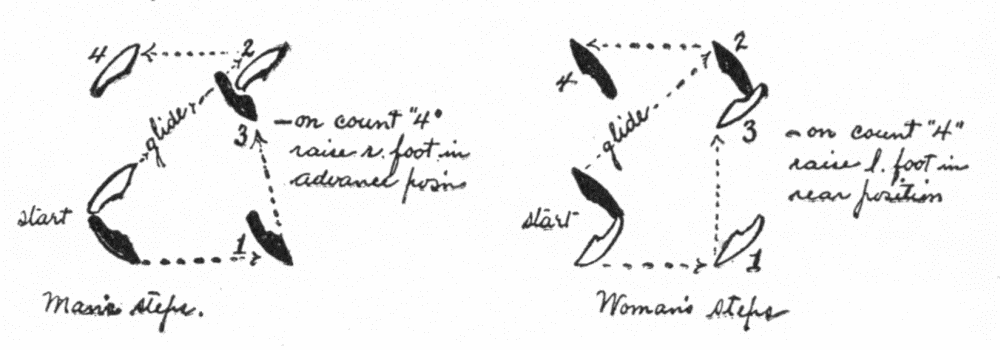 4 2
glide
3
—on count "4"
raise r. foot in
advance posi'n
start
1
Man's steps.
2
4
glide
3
—on count "4"
raise l. foot in
rear position
start
1
Woman's steps